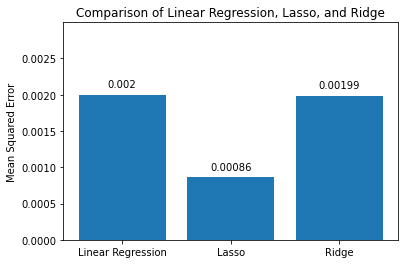 Comparison of Linear Regression, Lasso, and Ridge
Mean Squared Error
0.0025
0.0020
0.0015
0.0010
0.0005
0.0000
0.002
0.00086
0.00199
Linear Regression
Lasso
Ridge